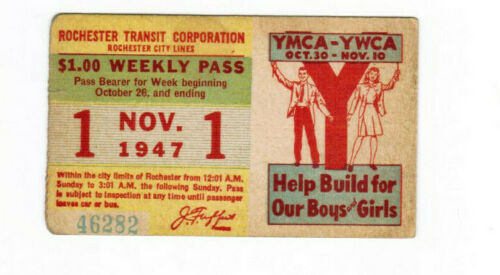 ROCHESTER TRANSIT CORPORATION
ROCHESTER CITY LINES
$1.00 WEEKLY PASS
Pass Bearer for Week beginning
October 26, and ending
1 NOV. 1
1947
Within the city limits of Rochester from 12:01 A.M.
Sunday to 3:01 A.M. the following Sunday. Pass
is subject to inspection at any time until passenger
leaves car or bus.
46282
YMCA-YWCA
OCT. 30 - NOV. 10
Y
Help Build for
Our Boys and Girls